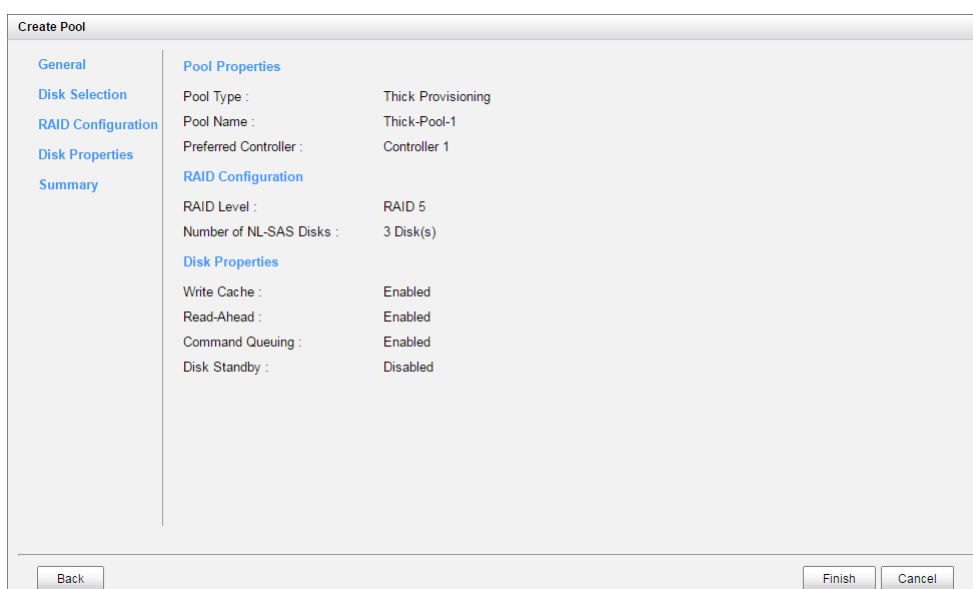 Create Pool
General
Disk Selection
RAID Configuration
Disk Properties
Summary
Pool Properties
Pool Type : Thick Provisioning
Pool Name : Thick-Pool-1
Preferred Controller : Controller 1
RAID Configuration
RAID Level : RAID 5
Number of NL-SAS Disks : 3 Disk(s)
Disk Properties
Write Cache : Enabled
Read-Ahead : Enabled
Command Queuing : Enabled
Disk Standby : Disabled
Back Finish Cancel